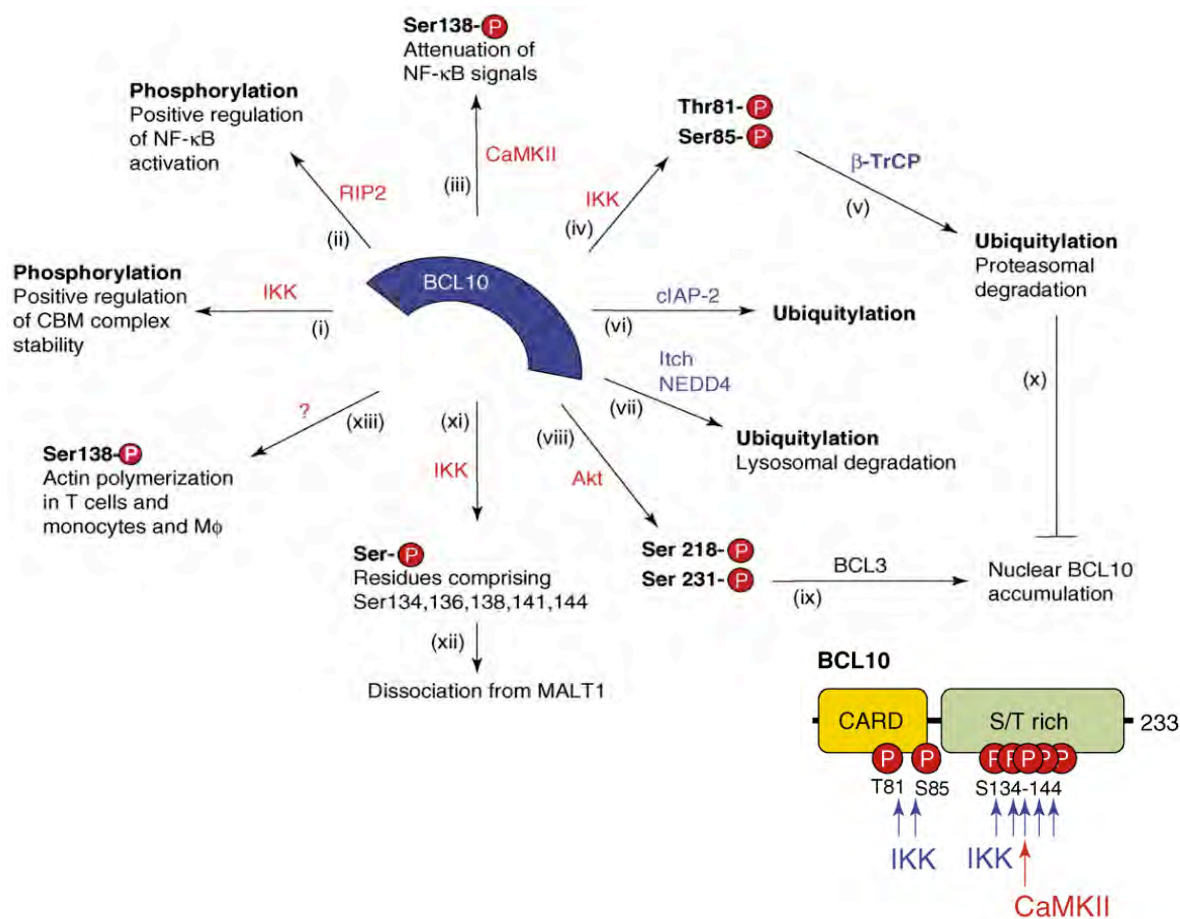 Ser138-P
Attenuation of
NF-κB signals
Phosphorylation
Positive regulation
of NF-κB
activation
Thr81-P
Ser85-P
CaMKII
(iii)
RIP2
(ii)
IKK
(iv)
β-TrCP
(v)
Ubiquitylation
Proteasomal
degradation
Phosphorylation
Positive regulation
of CBM complex
stability
IKK
(i)
BCL10
cIAP-2
(vi)
Ubiquitylation
Itch
NEDD4
(vii)
Ubiquitylation
Lysosomal degradation
(x)
?
(xiii)
Ser138-P
Actin polymerization
in T cells and
monocytes and Mϕ
(xi)
IKK
(viii)
Akt
Ser-P
Residues comprising
Ser134,136,138,141,144
(xii)
Dissociation from MALT1
Ser 218-P
Ser 231-P
BCL3
(ix)
Nuclear BCL10
accumulation
BCL10
CARD
S/T rich
233
P P P P P P P
T81 S85 S134-144
IKK IKK
CaMKII